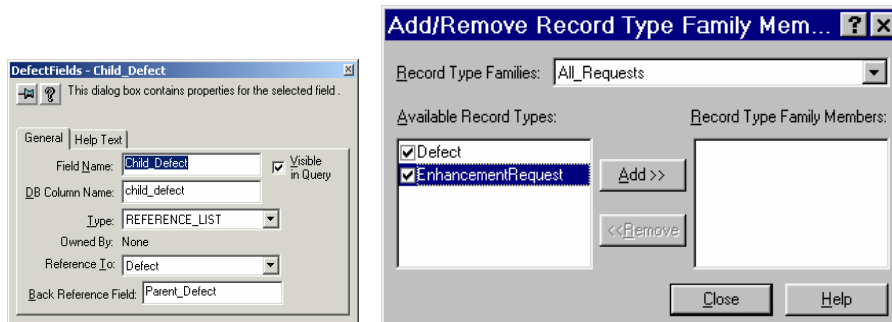 DefectFields - Child_Defect
This dialog box contains properties for the selected field .
General
Help Text
Field Name: Child_Defect
Visible in Query
DB Column Name: child_defect
Type: REFERENCE_LIST
Owned By: None
Reference To: Defect
Back Reference Field: Parent_Defect
Add/Remove Record Type Family Mem...
Record Type Families: All_Requests
Available Record Types:
Record Type Family Members:
Defect
EnhancementRequest
Add >>
<<Remove
Close
Help